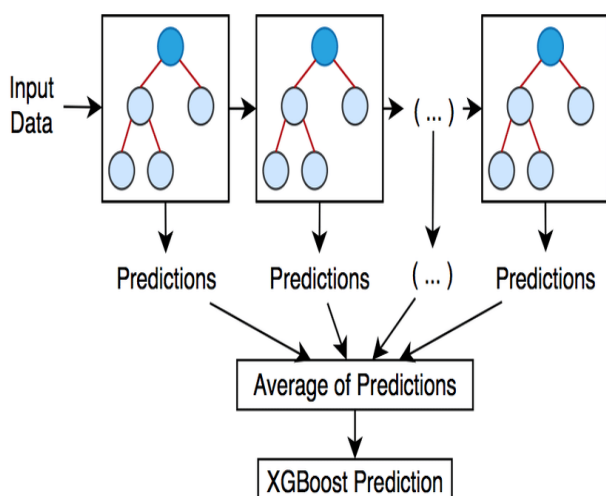 Input
Data
( ... )
Predictions
Predictions
(...)
Predictions
Average of Predictions
XGBoost Prediction